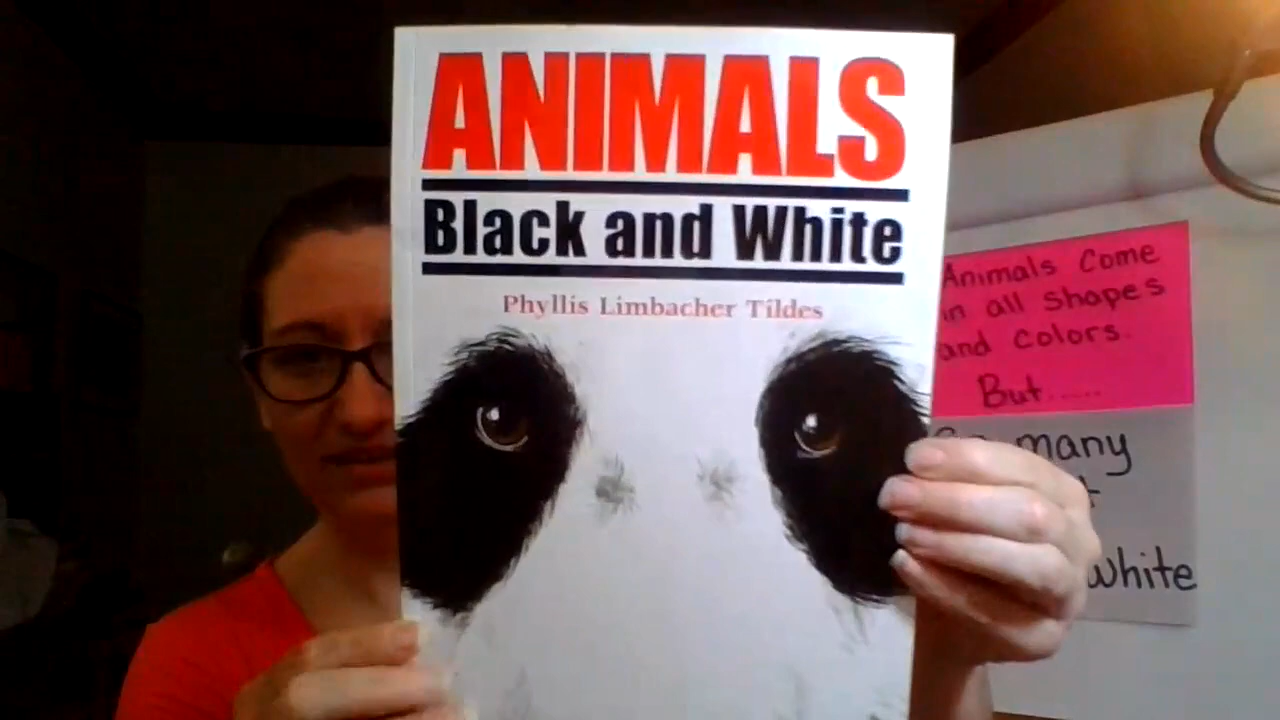 ANIMALS
Black and White
Phyllis Limbacher Tildes
Animals Come
in all shapes
and colors.
But.....
many
white